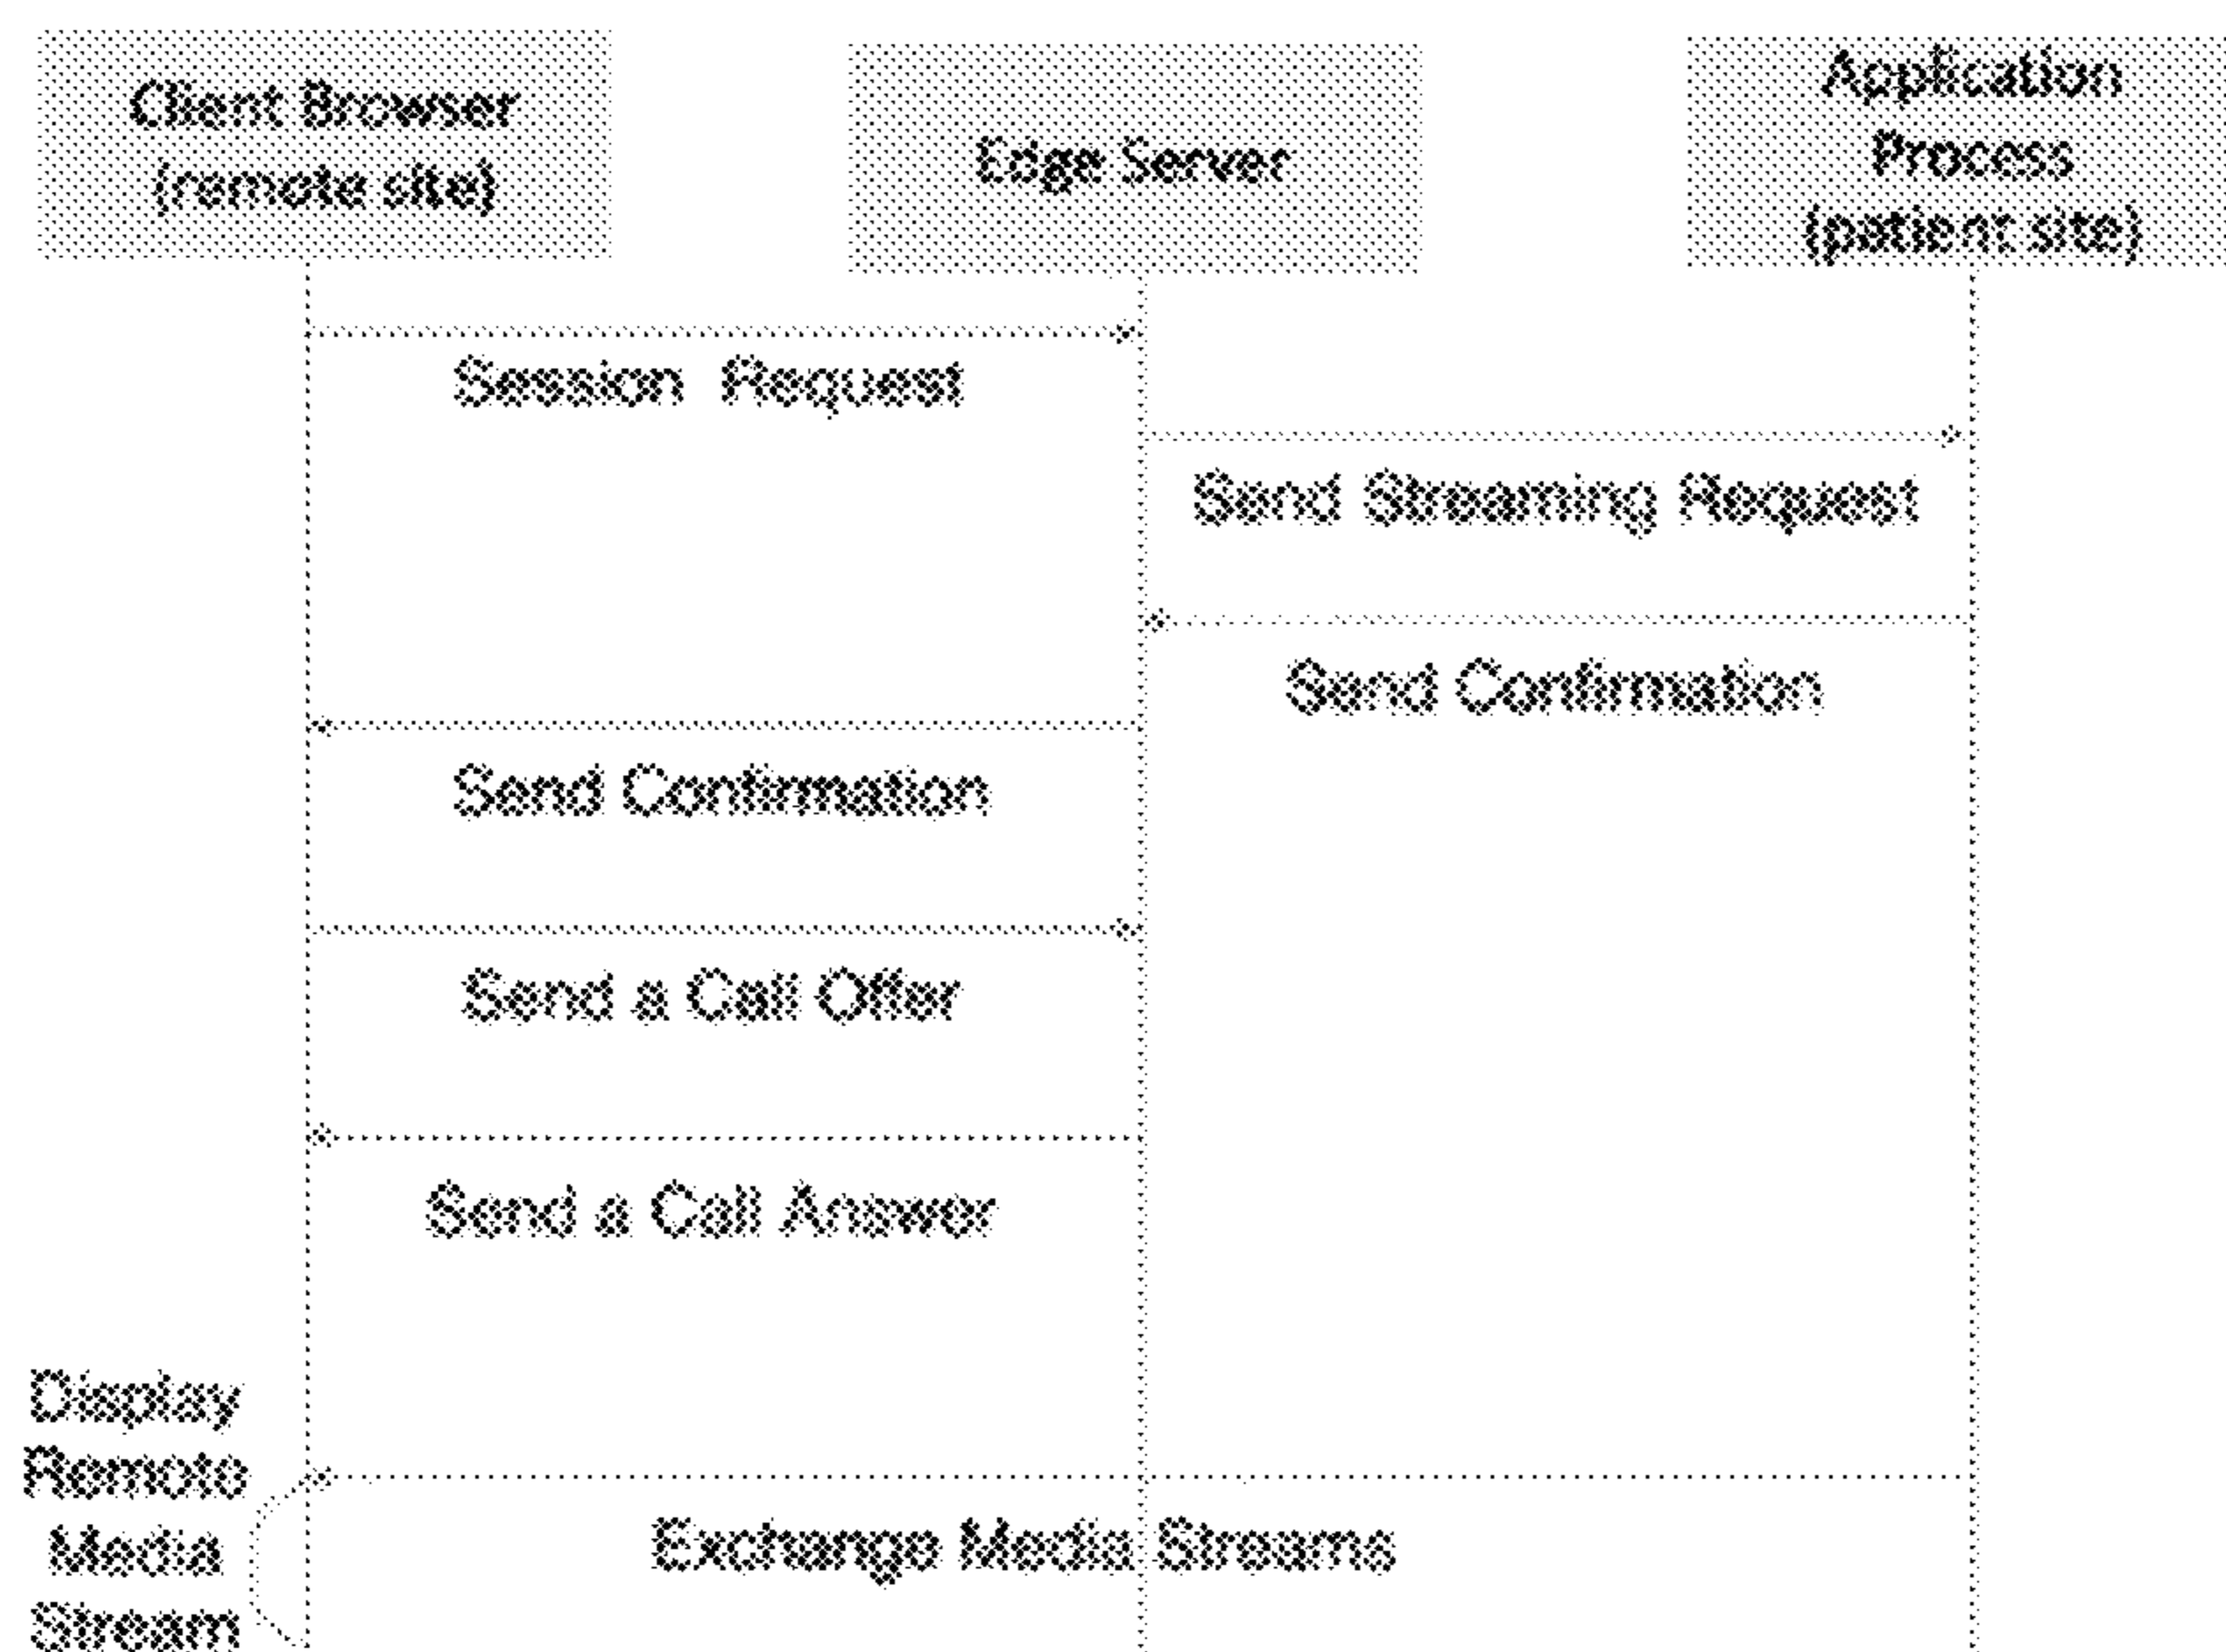 Client Browser
(remote site)
Edge Server
Application
Process
(patient site)
Session Request
Send Streaming Request
Send Confirmation
Send Confirmation
Send a Call Offer
Send a Call Answer
Display
Remote
Media
Stream
Exchange Media Streams